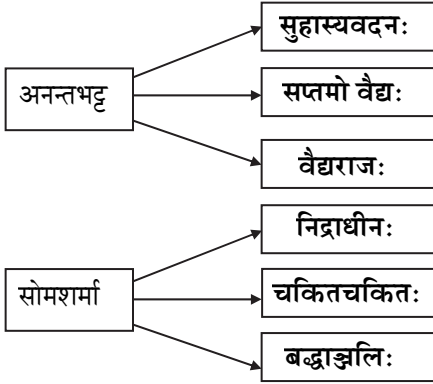 अनन्तभट्ट
सुहास्यवदनः
सप्तमो वैद्यः
वैद्यराजः
सोमशर्मा
निद्राधीनः
चकितचकितः
बद्धाञ्जलिः